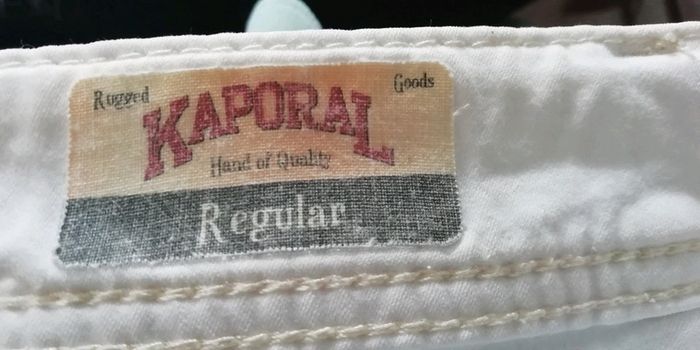 Rugged Goods
KAPORAL
Hand of Quality
Regular